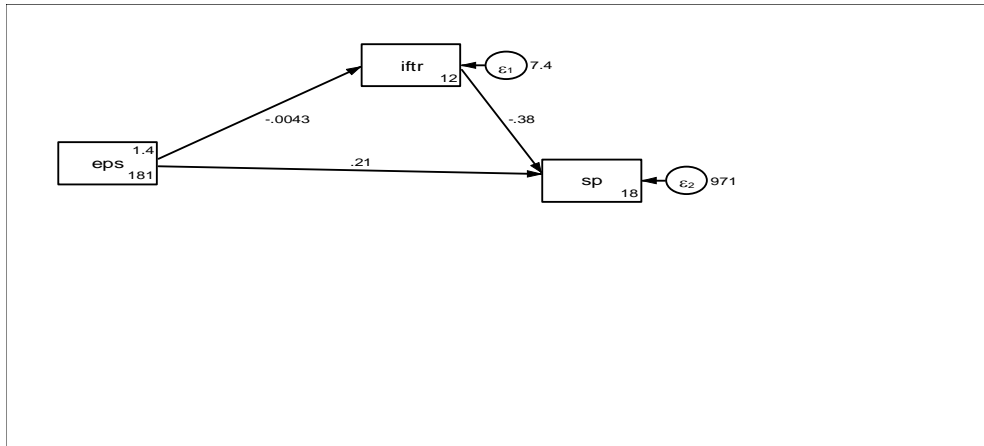 iftr
12
ε1
7.4
-.0043
-.38
1.4
eps
181
.21
sp
18
ε2
971